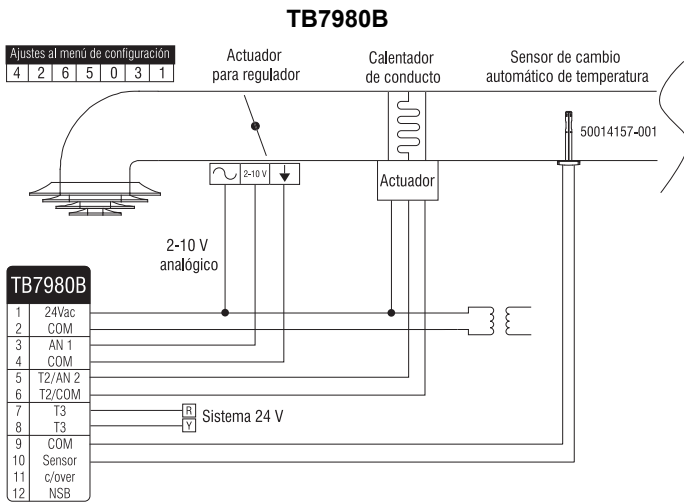 TB7980B
Ajustes al menú de configuración
4 2 6 5 0 3 1
Actuador
para regulador
Calentador
de conducto
Sensor de cambio
automático de temperatura
50014157-001
2-10 V
Actuador
2-10 V
analógico
TB7980B
1 24Vac
2 COM
3 AN 1
4 COM
5 T2/AN 2
6 T2/COM
7 T3
8 T3
9 COM
10 Sensor
11 c/over
12 NSB
R
Y
Sistema 24 V